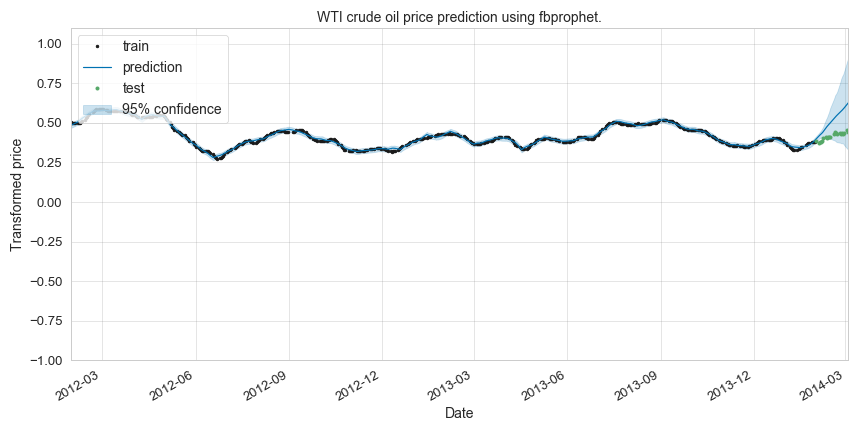 WTI crude oil price prediction using fbprophet.
train
prediction
test
95% confidence
Transformed price
1.00
0.75
0.50
0.25
0.00
−0.25
−0.50
−0.75
−1.00
2012-03
2012-06
2012-09
2012-12
2013-03
2013-06
2013-09
2013-12
2014-03
Date